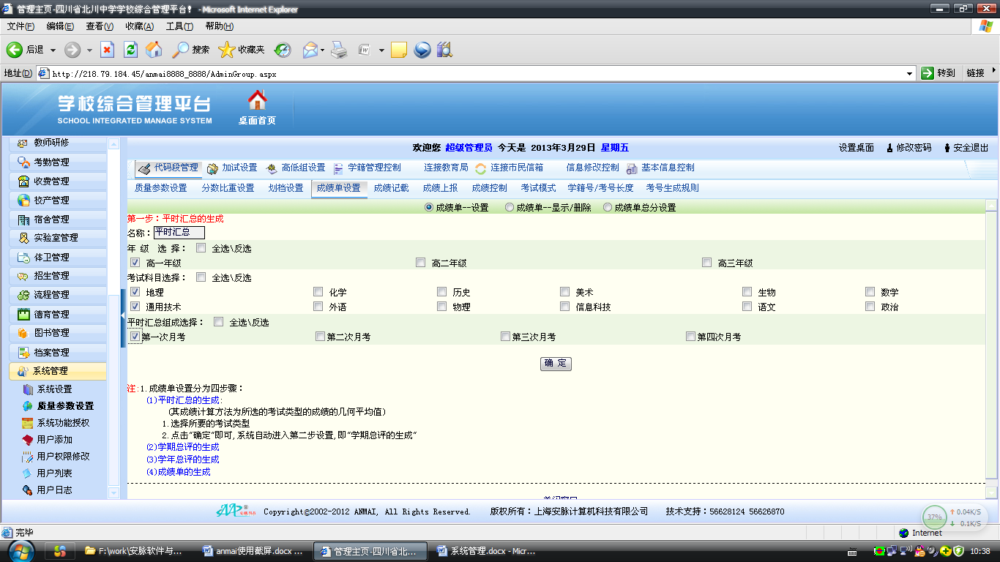 管理主页-四川省北川中学学校综合管理平台! - Microsoft Internet Explorer
文件(F) 编辑(E) 查看(V) 收藏(A) 工具(T) 帮助(H)
后退 搜索 收藏夹
地址(D) http://218.79.184.45/anmai8888_8888/AdminGroup.aspx 转到 链接
学校综合管理平台
SCHOOL INTEGRATED MANAGE SYSTEM
桌面首页
欢迎您 超级管理员 今天是 2013年3月29日 星期五 设置桌面 修改密码 安全退出
教师研修
考勤管理
收费管理
校产管理
宿舍管理
实验室管理
体卫管理
招生管理
流程管理
德育管理
图书管理
档案管理
系统管理
系统设置
质量参数设置
系统功能授权
用户添加
用户权限修改
用户列表
用户日志
代码段管理 加试设置 高低组设置 学籍管理控制 连接教育局 连接市民信箱 信息修改控制 基本信息控制
质量参数设置 分数比重设置 划档设置 成绩单设置 成绩记载 成绩上报 成绩控制 考试模式 学籍号/考号长度 考号生成规则
成绩单--设置 成绩单--显示/删除 成绩单总分设置
第一步：平时汇总的生成
名称：平时汇总
年 级 选 择： 全选\反选
高一年级 高二年级 高三年级
考试科目选择： 全选\反选
地理 化学 历史 美术 生物 数学
通用技术 外语 物理 信息科技 语文 政治
平时汇总组成选择： 全选\反选
第一次月考 第二次月考 第三次月考 第四次月考
确 定
注:1.成绩单设置分为四步骤：
(1)平时汇总的生成:
(其成绩计算方法为所选的考试类型的成绩的几何平均值)
1.选择所要的考试类型
2.点击"确定"即可,系统自动进入第二步设置,即"学期总评的生成"
(2)学期总评的生成
(3)学年总评的生成
(4)成绩单的生成
关闭窗口
Copyright©2002-2012 ANMAI, All Rights Reserved. 版权所有：上海安脉计算机科技有限公司 技术支持：56628124 56626870
37% 0.04K/S
0.1K/S
完毕 Internet
F:\work\安脉软件与... anmai使用截屏.docx ... 管理主页-四川省北... 系统管理.docx - Micr... 10:38